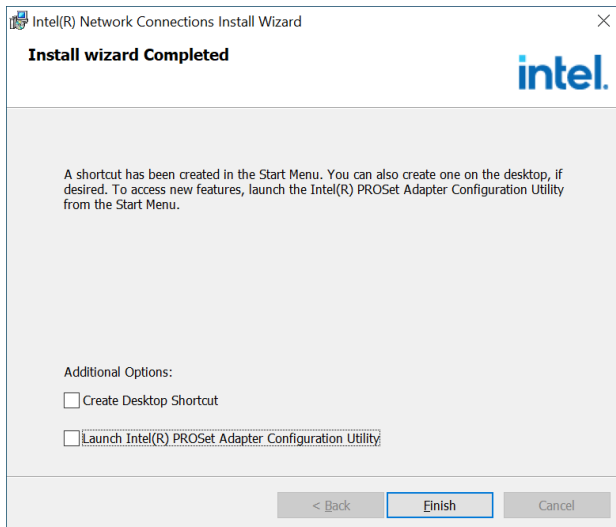 Intel(R) Network Connections Install Wizard
Install wizard Completed
intel.
A shortcut has been created in the Start Menu. You can also create one on the desktop, if
desired. To access new features, launch the Intel(R) PROSet Adapter Configuration Utility
from the Start Menu.
Additional Options:
Create Desktop Shortcut
Launch Intel(R) PROSet Adapter Configuration Utility
< Back
Finish
Cancel